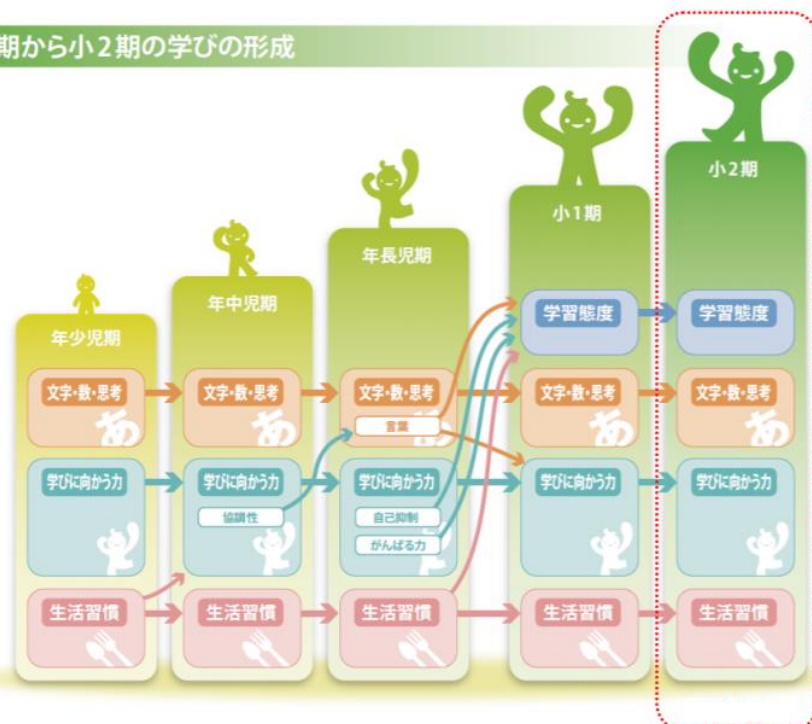 期から小2期の学びの形成
年少児期
文字・数・思考
あ
学びに向かう力
生活習慣
年中児期
文字・数・思考
あ
学びに向かう力
協調性
生活習慣
年長児期
文字・数・思考
言葉
あ
学びに向かう力
自己抑制
がんばる力
生活習慣
小1期
学習態度
文字・数・思考
あ
学びに向かう力
生活習慣
小2期
学習態度
文字・数・思考
あ
学びに向かう力
生活習慣